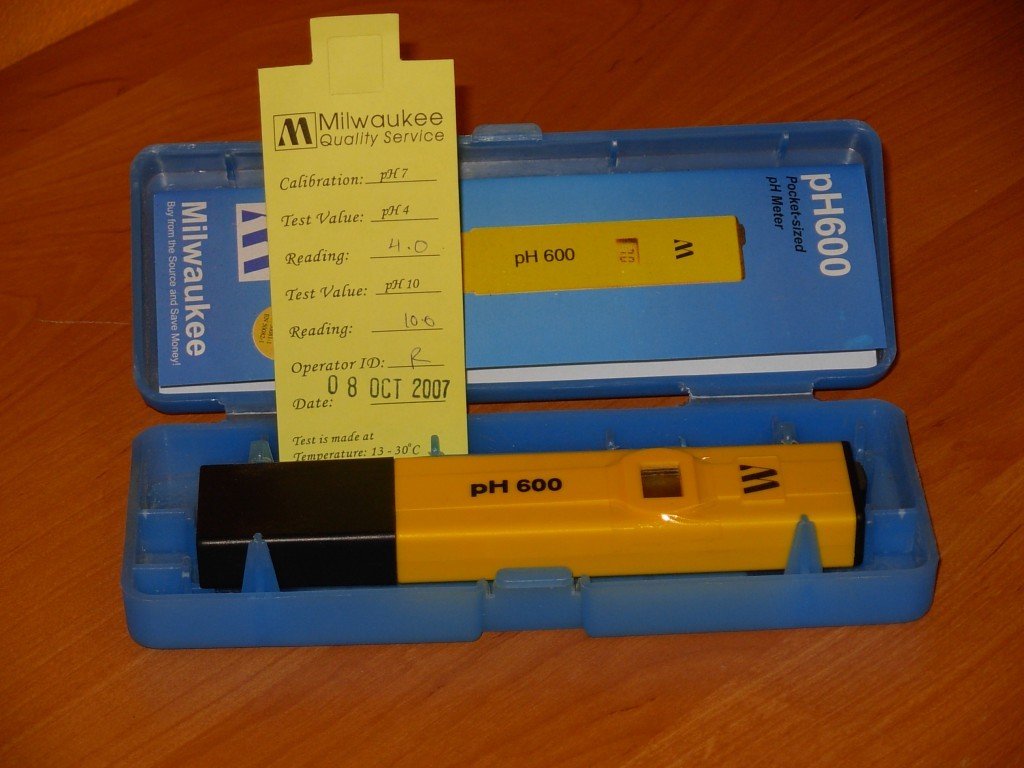 Milwaukee
Quality Service
Calibration: pH 7
Test Value: pH 4
Reading: 4.0
Test Value: pH 10
Reading: 10.0
Operator ID: R
Date: 08 OCT 2007
Test is made at
Temperature: 13 - 30°C
Milwaukee
Buy from the Source and Save Money!
pH 600
pH600
Pocket-sized
pH Meter
pH 600